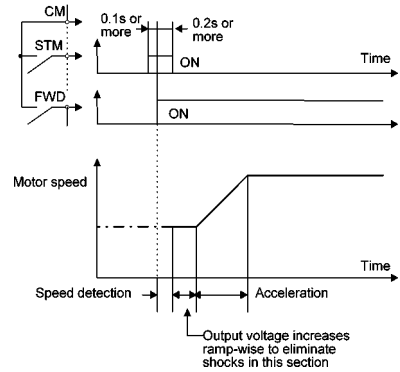 CM
0.1s or
more
0.2s or
more
STM
ON
Time
FWD
ON
Motor speed
Time
Speed detection
Acceleration
Output voltage increases
ramp-wise to eliminate
shocks in this section